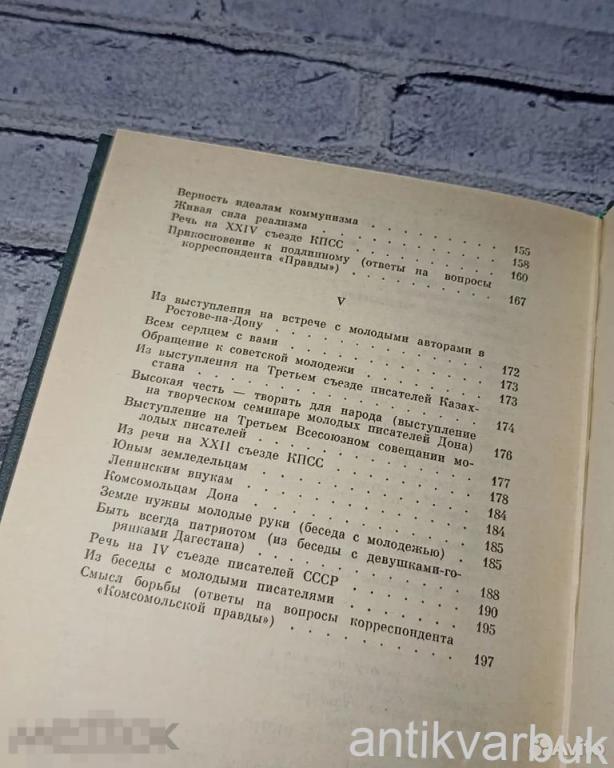 Верность идеалам коммунизма . . . . . . . . 155
Живая сила реализма . . . . . . . . . 158
Речь на XXIV съезде КПСС . . . . . . . . 160
Прикосновение к подлинному (ответы на вопросы
корреспондента «Правды») . . . . . . . . 167
V
Из выступления на встрече с молодыми авторами в
Ростове-на-Дону . . . . . . . . . . 172
Всем сердцем с вами . . . . . . . . . 173
Обращение к советской молодежи . . . . . . 173
Из выступления на Третьем съезде писателей Казах-
стана . . . . . . . . . . . . 174
Высокая честь — творить для народа (выступление
на творческом семинаре молодых писателей Дона) 176
Выступление на Третьем Всесоюзном совещании мо-
лодых писателей . . . . . . . . . . 177
Из речи на XXII съезде КПСС . . . . . . . 178
Юным земледельцам . . . . . . . . . 184
Ленинским внукам . . . . . . . . . . 184
Комсомольцам Дона . . . . . . . . . 185
Земле нужны молодые руки (беседа с молодежью) . 185
Быть всегда патриотом (из беседы с девушками-го-
рянками Дагестана) . . . . . . . . . 188
Речь на IV съезде писателей СССР . . . . . . 190
Из беседы с молодыми писателями . . . . . . 195
Смысл борьбы (ответы па вопросы корреспондента
«Комсомольской правды») . . . . . . . . 197
мешок
antikvarbuk
Avito